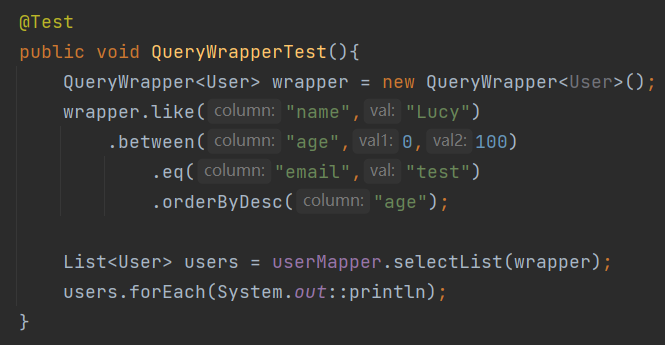 @Test
public void QueryWrapperTest(){
QueryWrapper<User> wrapper = new QueryWrapper<User>();
wrapper.like( column: "name", val: "Lucy")
.between( column: "age", val1: 0, val2: 100)
.eq( column: "email", val: "test")
.orderByDesc( column: "age");
List<User> users = userMapper.selectList(wrapper);
users.forEach(System.out::println);
}